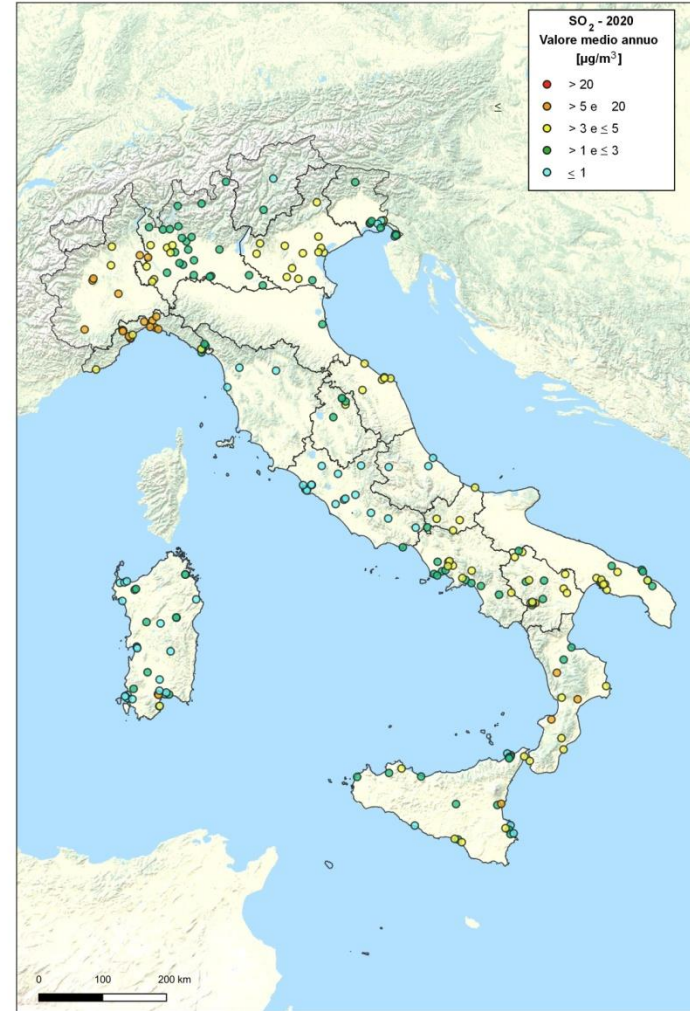 SO2 - 2020
Valore medio annuo
[µg/m3]
> 20
> 5 e 20
> 3 e ≤ 5
> 1 e ≤ 3
≤ 1
≤
0 100 200 km